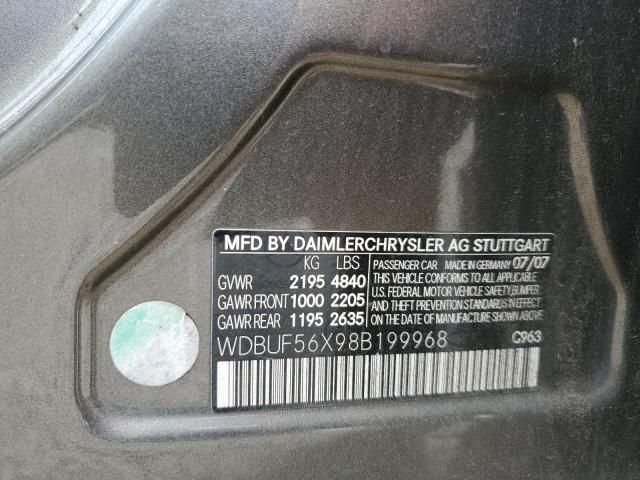 MFD BY DAIMLERCHRYSLER AG STUTTGART
KG LBS
GVWR 2195 4840
GAWR FRONT 1000 2205
GAWR REAR 1195 2635
PASSENGER CAR MADE IN GERMANY 07/07
THIS VEHICLE CONFORMS TO ALL APPLICABLE
U.S. FEDERAL MOTOR VEHICLE SAFETY, BUMPER
AND THEFT PREVENTION STANDARDS IN EFFECT
ON THE DATE OF MANUFACTURE SHOWN ABOVE.
WDBUF56X98B199968 C963